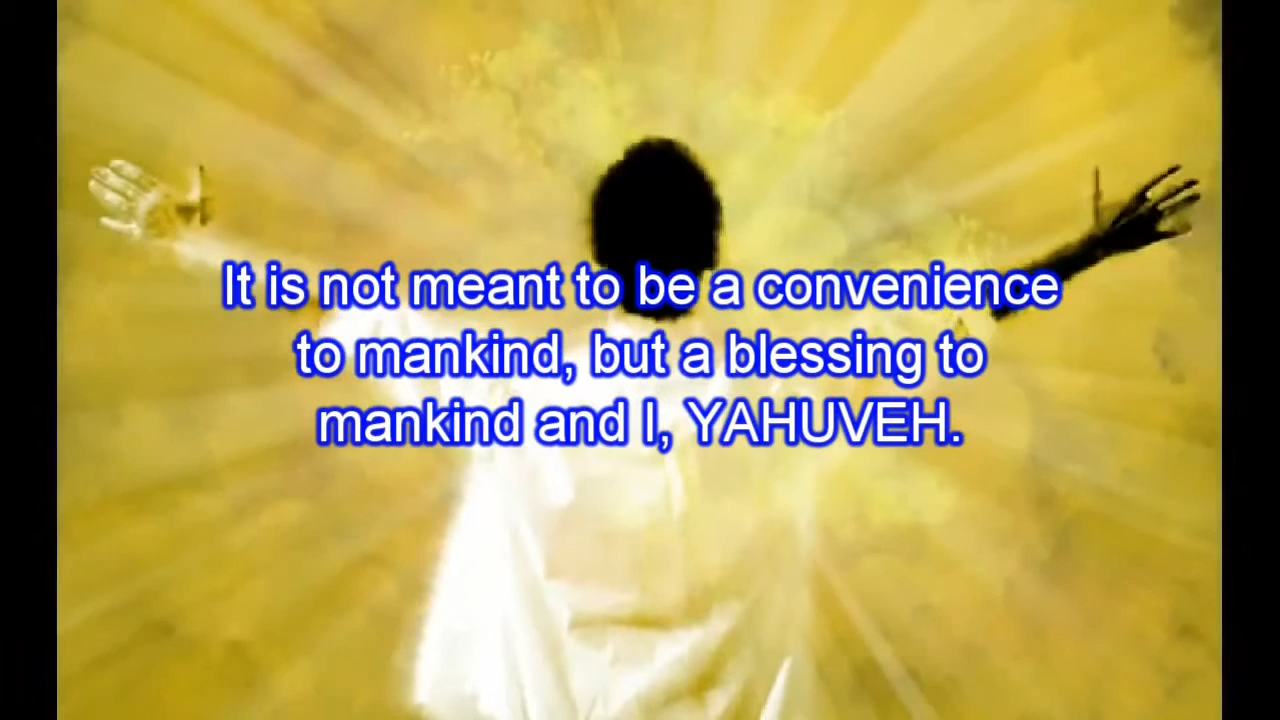 It is not meant to be a convenience
to mankind, but a blessing to
mankind and I, YAHUVEH.